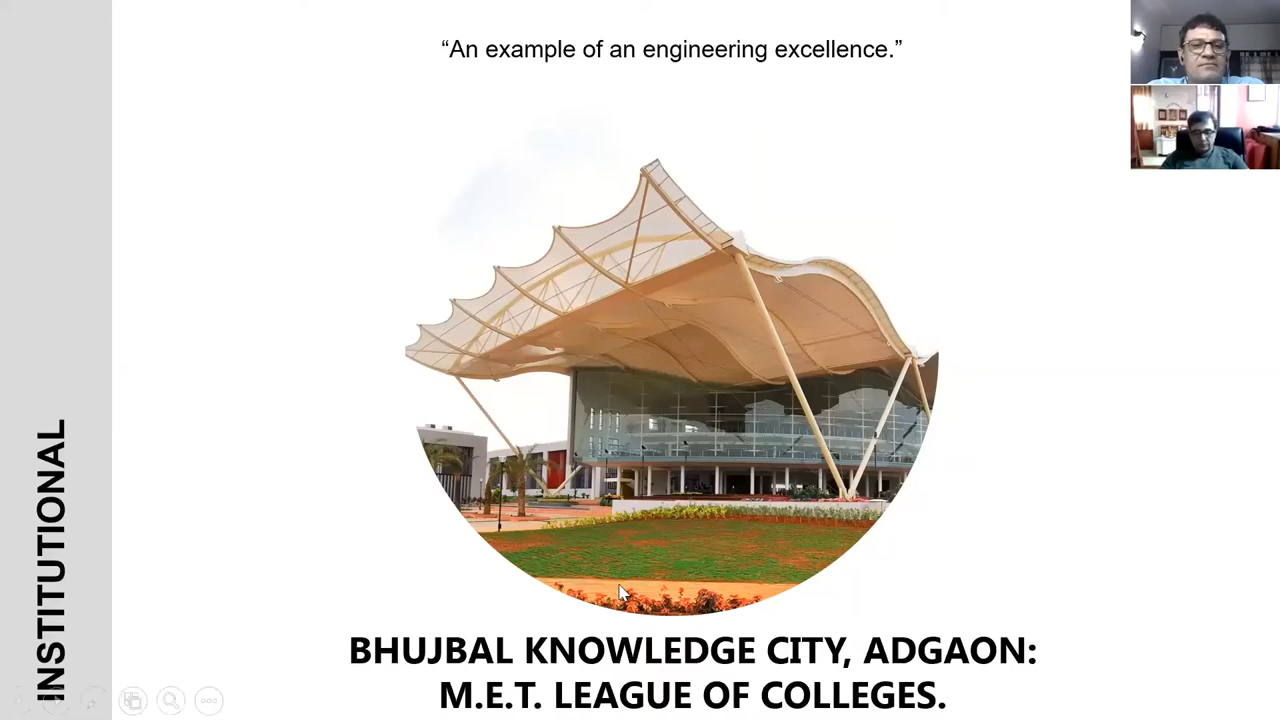 “An example of an engineering excellence.”
INSTITUTIONAL
BHUJBAL KNOWLEDGE CITY, ADGAON:
M.E.T. LEAGUE OF COLLEGES.